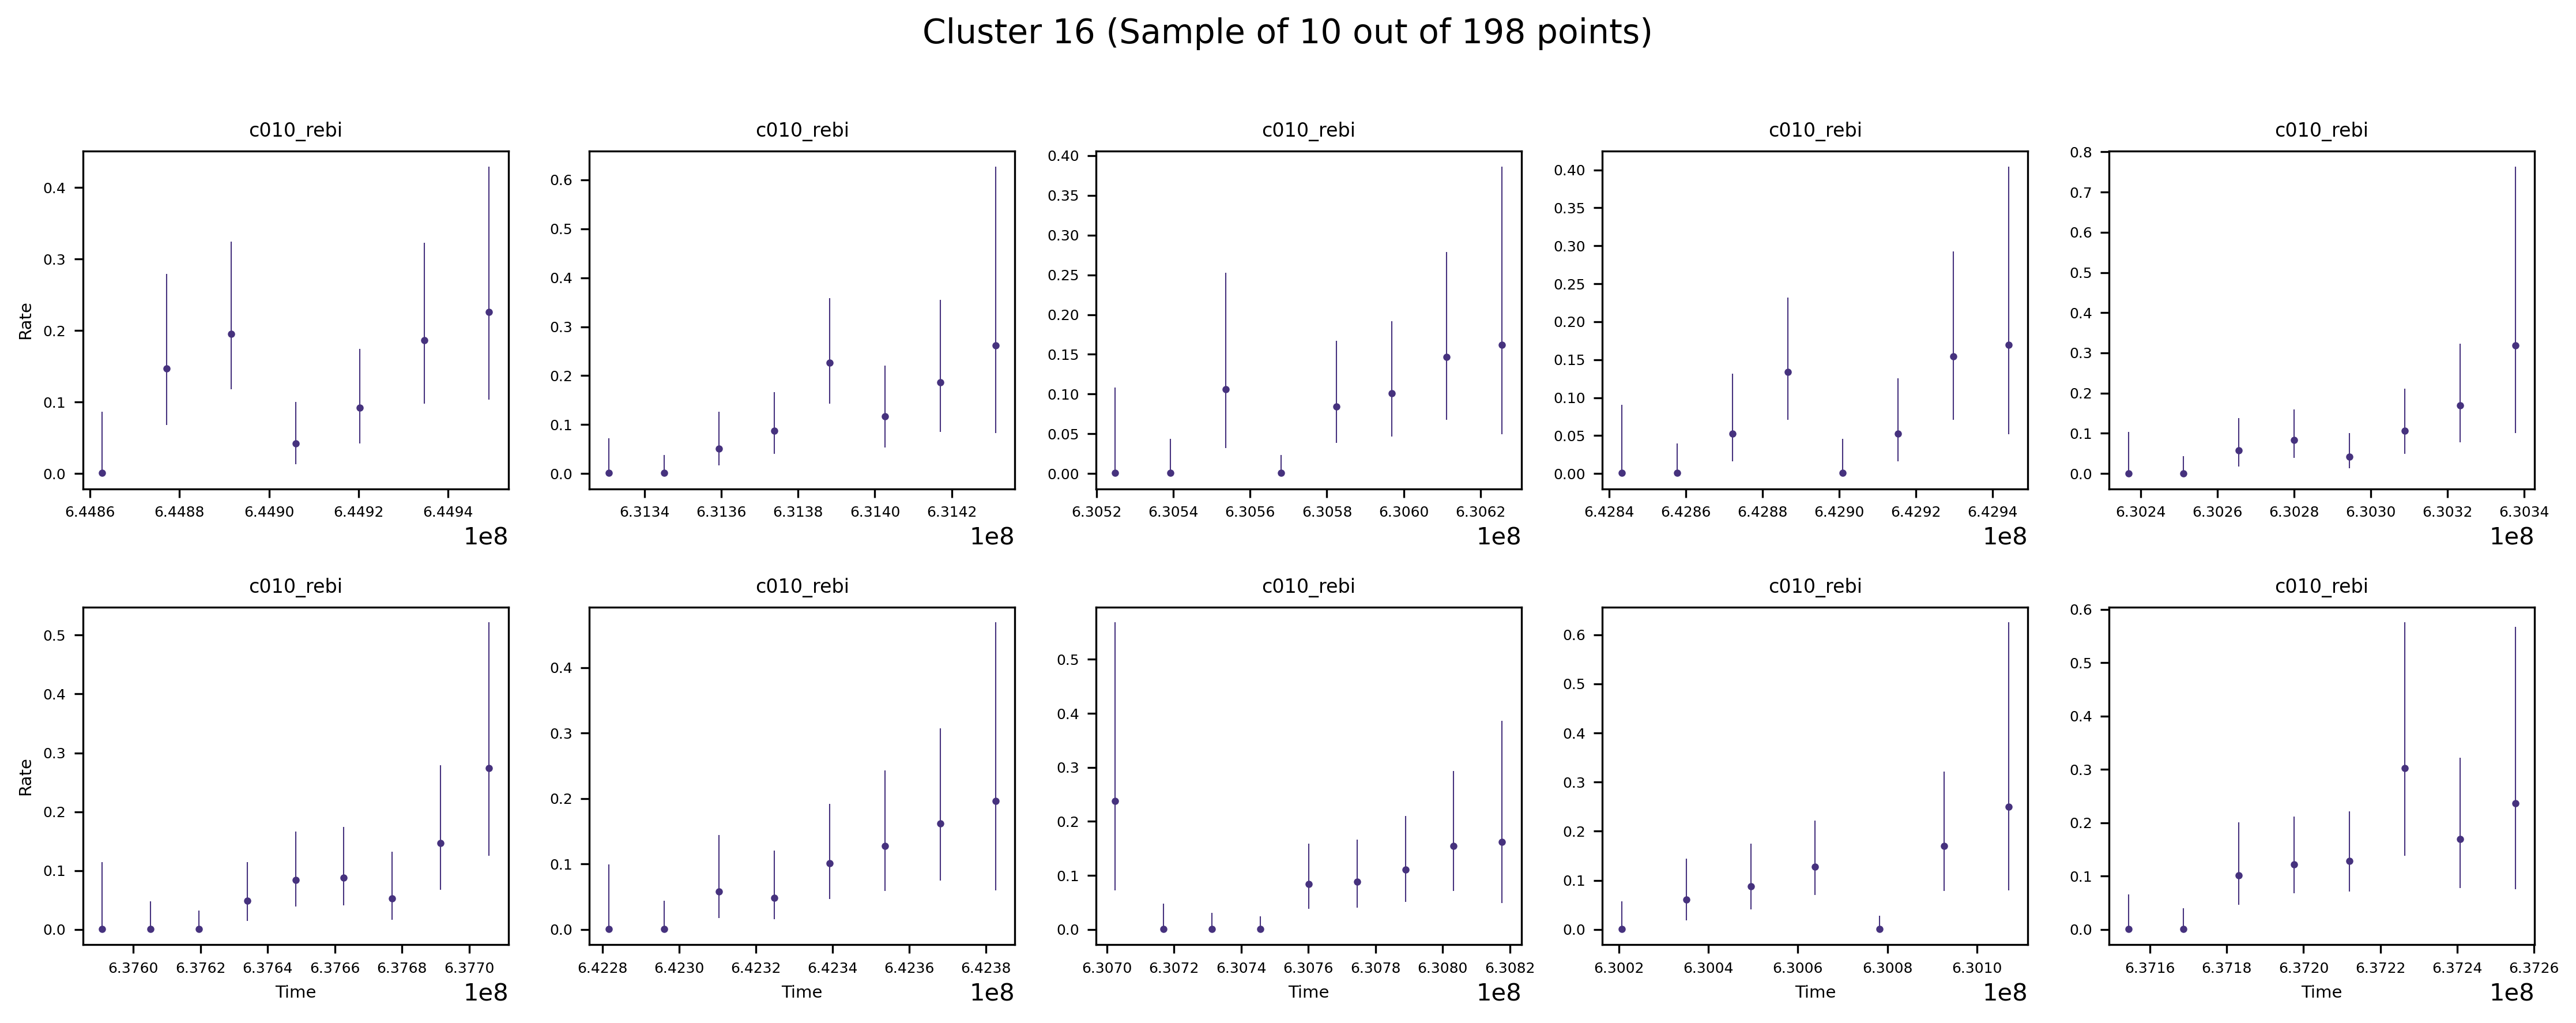 Cluster 16 (Sample of 10 out of 198 points)
c010_rebi c010_rebi c010_rebi c010_rebi c010_rebi
Rate
0.4
0.3
0.2
0.1
0.0
6.4486 6.4488 6.4490 6.4492 6.4494
1e8
0.6
0.5
0.4
0.3
0.2
0.1
0.0
6.3134 6.3136 6.3138 6.3140 6.3142
1e8
0.40
0.35
0.30
0.25
0.20
0.15
0.10
0.05
0.00
6.3052 6.3054 6.3056 6.3058 6.3060 6.3062
1e8
0.40
0.35
0.30
0.25
0.20
0.15
0.10
0.05
0.00
6.4284 6.4286 6.4288 6.4290 6.4292 6.4294
1e8
0.8
0.7
0.6
0.5
0.4
0.3
0.2
0.1
0.0
6.3024 6.3026 6.3028 6.3030 6.3032 6.3034
1e8
c010_rebi c010_rebi c010_rebi c010_rebi c010_rebi
Rate
0.5
0.4
0.3
0.2
0.1
0.0
6.3760 6.3762 6.3764 6.3766 6.3768 6.3770
Time 1e8
0.4
0.3
0.2
0.1
0.0
6.4228 6.4230 6.4232 6.4234 6.4236 6.4238
Time 1e8
0.5
0.4
0.3
0.2
0.1
0.0
6.3070 6.3072 6.3074 6.3076 6.3078 6.3080 6.3082
Time 1e8
0.6
0.5
0.4
0.3
0.2
0.1
0.0
6.3002 6.3004 6.3006 6.3008 6.3010
Time 1e8
0.6
0.5
0.4
0.3
0.2
0.1
0.0
6.3716 6.3718 6.3720 6.3722 6.3724 6.3726
Time 1e8